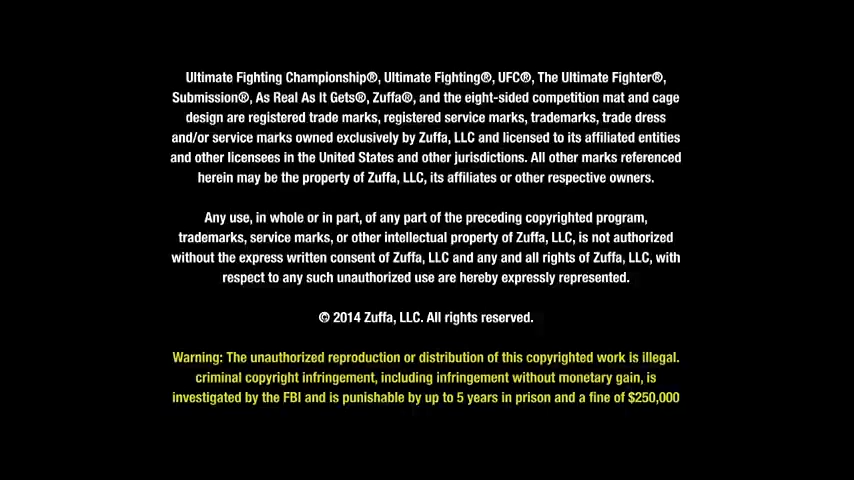 Ultimate Fighting Championship®, Ultimate Fighting®, UFC®, The Ultimate Fighter®,
Submission®, As Real As It Gets®, Zuffa®, and the eight-sided competition mat and cage
design are registered trade marks, registered service marks, trademarks, trade dress
and/or service marks owned exclusively by Zuffa, LLC and licensed to its affiliated entities
and other licensees in the United States and other jurisdictions. All other marks referenced
herein may be the property of Zuffa, LLC, its affiliates or other respective owners.
Any use, in whole or in part, of any part of the preceding copyrighted program,
trademarks, service marks, or other intellectual property of Zuffa, LLC, is not authorized
without the express written consent of Zuffa, LLC and any and all rights of Zuffa, LLC, with
respect to any such unauthorized use are hereby expressly represented.
© 2014 Zuffa, LLC. All rights reserved.
Warning: The unauthorized reproduction or distribution of this copyrighted work is illegal.
criminal copyright infringement, including infringement without monetary gain, is
investigated by the FBI and is punishable by up to 5 years in prison and a fine of $250,000